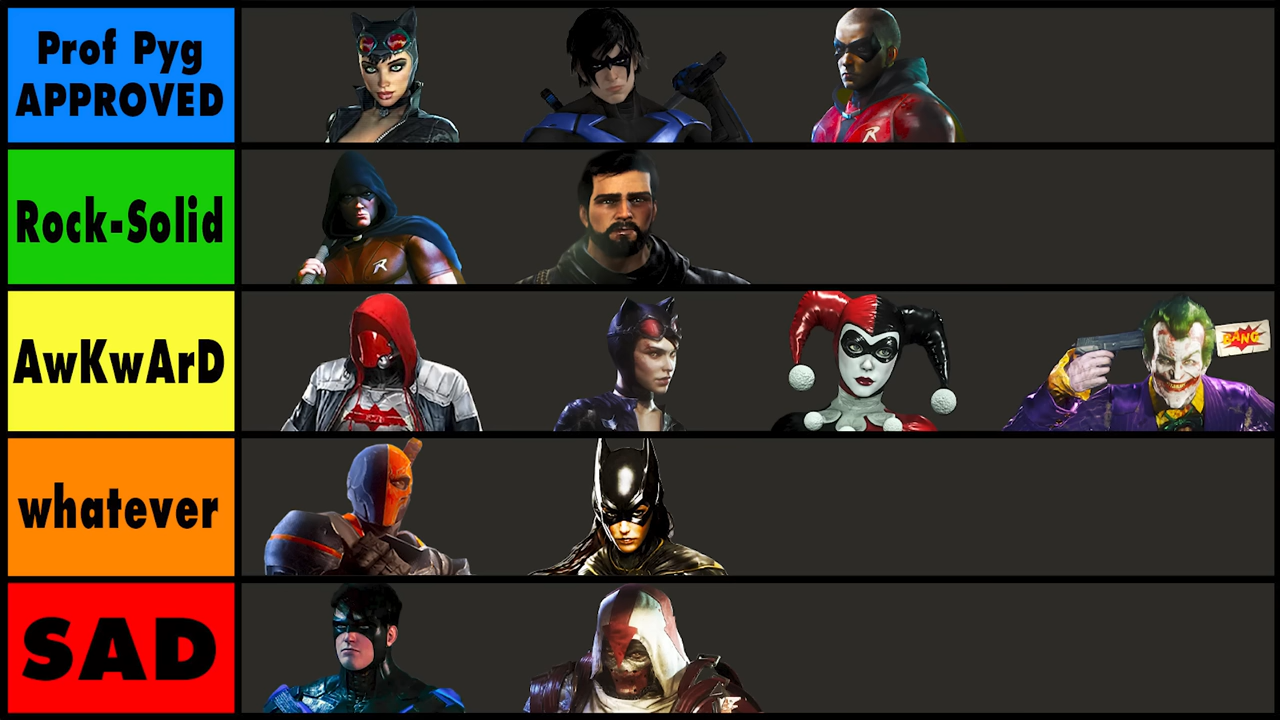 Prof Pyg
APPROVED
R
Rock-Solid
R
AwKwArD
BANG
whatever
SAD